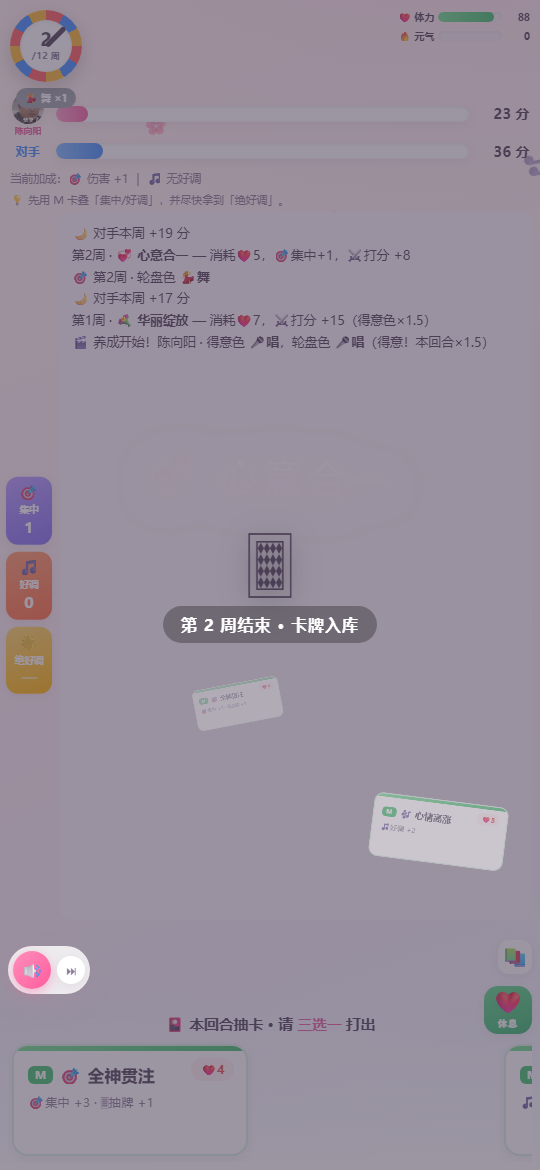 体力 88
2
/12 周
元气 0
舞 ×1
23 分
陈向阳
对手 36 分
当前加成： 伤害 +1 | 无好调
先用 M 卡叠「集中/好调」，并尽快拿到「绝好调」。
对手本周 +19 分
第2周 · 心意合一 — 消耗 5， 集中+1， 打分 +8
第2周 · 轮盘色 舞
对手本周 +17 分
第1周 · 华丽绽放 — 消耗 7， 打分 +15（得意色×1.5）
养成开始！陈向阳 · 得意色 唱，轮盘色 唱（得意！本回合×1.5）
集中
1
好调
0
绝好调
—
第 2 周结束 • 卡牌入库
M 全神贯注
M 心情高涨 3
好调 +2
休息
本回合抽卡 • 请 三选一 打出
M 全神贯注 4
集中 +3 · 抽牌 +1